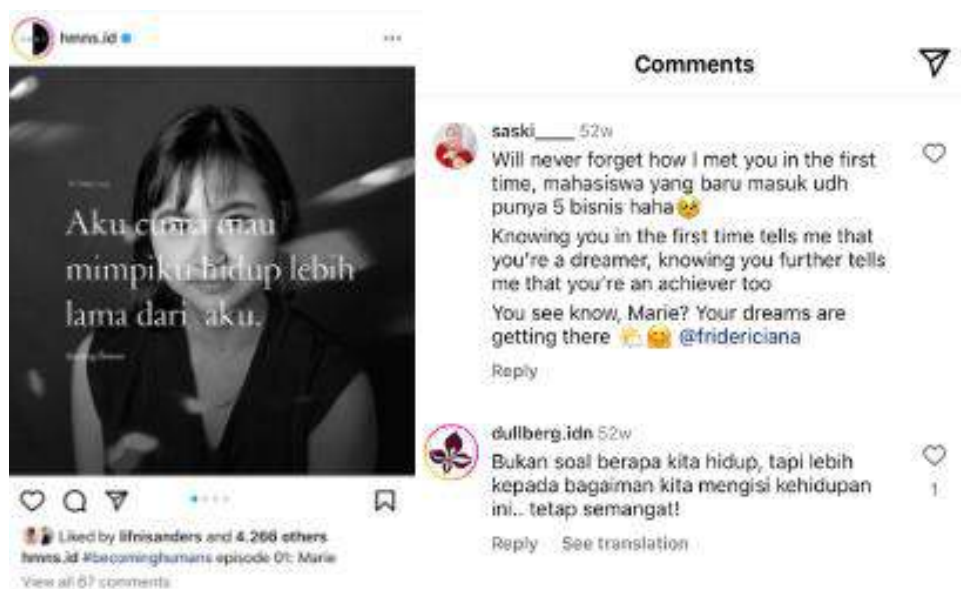 hmns.id
Aku cuma mau
mimpiku hidup lebih
lama dari aku.
Liked by lifnisanders and 4.266 others
hmns.id #becominghumans episode 01: Marie
View all 67 comments
Comments
saski____ 52w
Will never forget how I met you in the first
time, mahasiswa yang baru masuk udh
punya 5 bisnis haha🥺
Knowing you in the first time tells me that
you're a dreamer, knowing you further tells
me that you're an achiever too
You see know, Marie? Your dreams are
getting there 🌤️ 🤗 @fridericiana
Reply
dullberg.idn 52w
Bukan soal berapa kita hidup, tapi lebih
kepada bagaiman kita mengisi kehidupan
ini.. tetap semangat!
1
Reply See translation